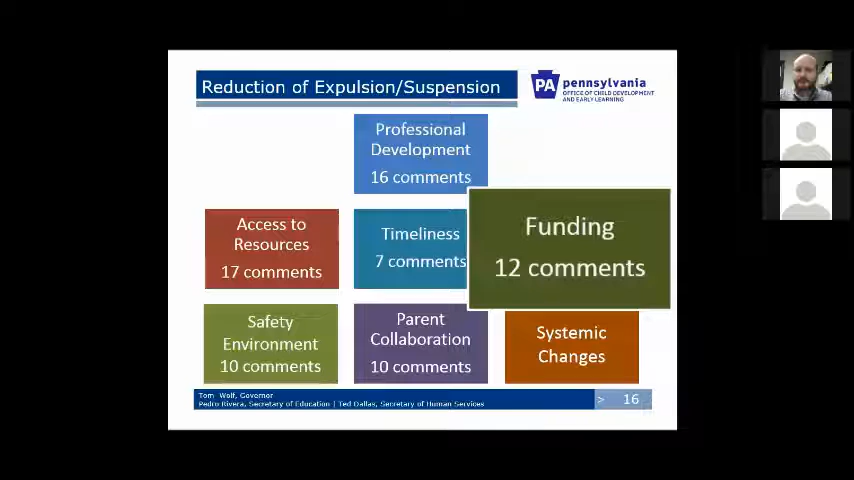 Reduction of Expulsion/Suspension
PA pennsylvania
OFFICE OF CHILD DEVELOPMENT
AND EARLY LEARNING
Professional
Development
16 comments
Access to
Resources
17 comments
Timeliness
7 comments
Funding
12 comments
Safety
Environment
10 comments
Parent
Collaboration
10 comments
Systemic
Changes
Tom Wolf, Governor
Pedro Rivera, Secretary of Education | Ted Dallas, Secretary of Human Services
> 16